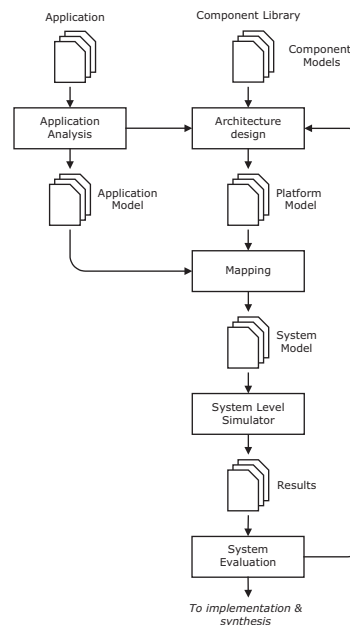 Application
Component Library
Component
Models
Application
Analysis
Architecture
design
Application
Model
Platform
Model
Mapping
System
Model
System Level
Simulator
Results
System
Evaluation
To implementation &
synthesis